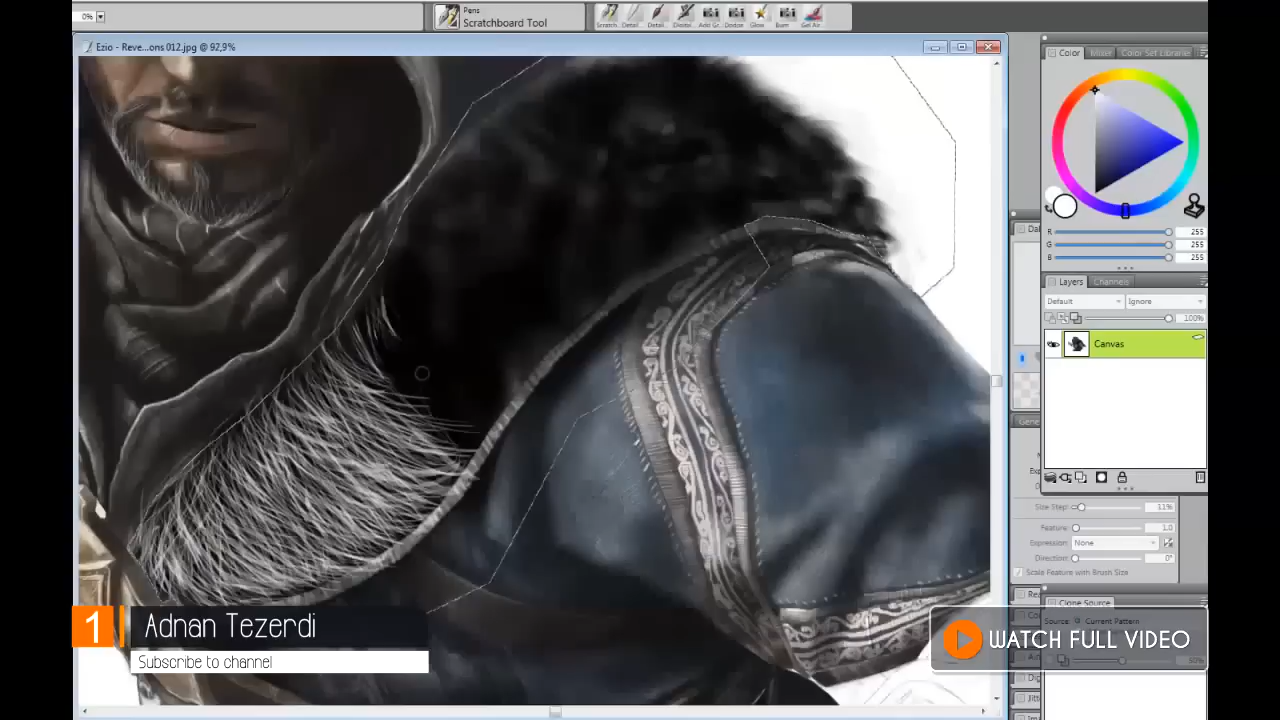 0%
Pens
Scratchboard Tool
Scratch
Detail...
Detail...
Add Gr...
Dodge
Glow
Burn
Gel Air...
Ezio - Reve...ons 012.jpg @ 92,9%
Color
Mixer
Color Set Libraries
R 255
G 255
B 255
Layers
Channels
Default
Ignore
100%
Canvas
Size Step: 11%
Feature: 1.0
Expression: None
Direction: 0°
Scale Feature with Brush Size
Clone Source
Source: Current Pattern
1
Adnan Tezerdi
Subscribe to channel
WATCH FULL VIDEO